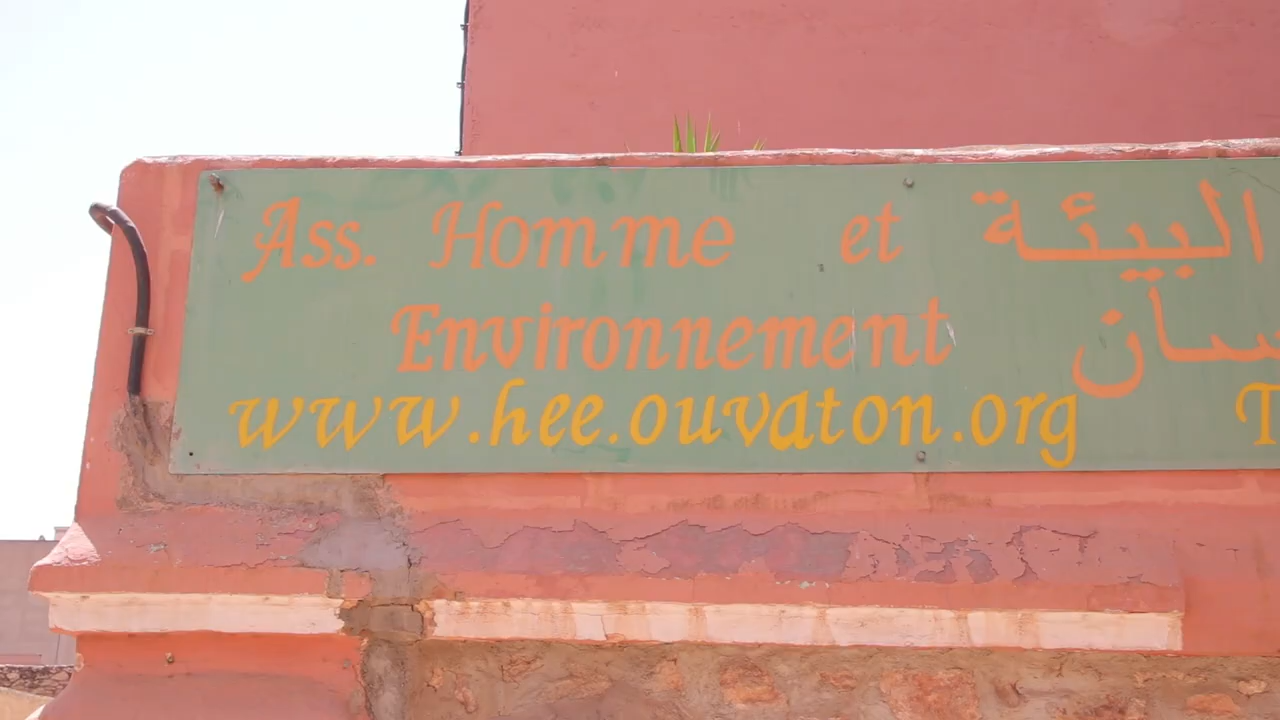 Ass. Homme et
Environnement
www.hee.ouvaton.org
البيئة